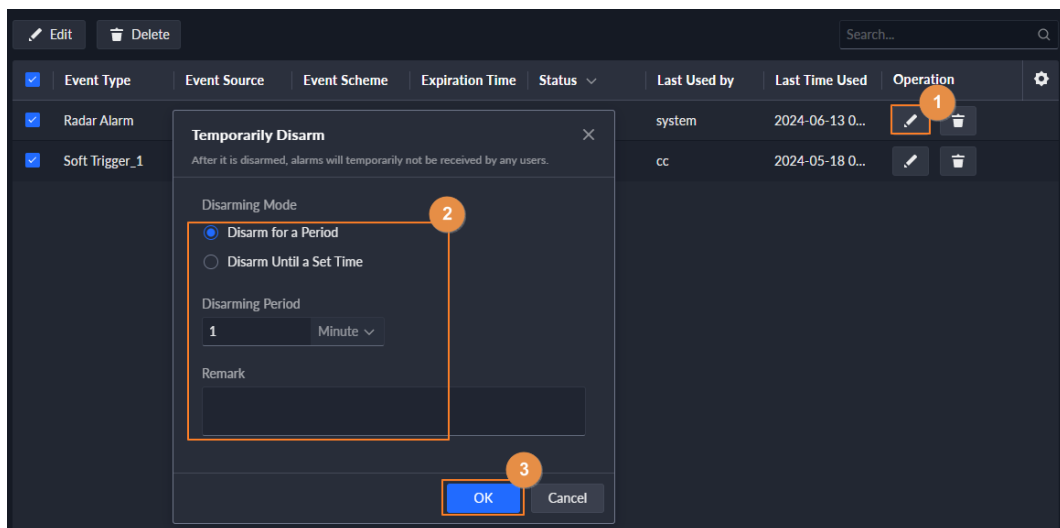 Edit Delete Search...
Event Type Event Source Event Scheme Expiration Time Status Last Used by Last Time Used Operation
1
Radar Alarm system 2024-06-13 0...
Soft Trigger_1 cc 2024-05-18 0...
Temporarily Disarm
After it is disarmed, alarms will temporarily not be received by any users.
Disarming Mode
2
Disarm for a Period
Disarm Until a Set Time
Disarming Period
1 Minute
Remark
3
OK Cancel